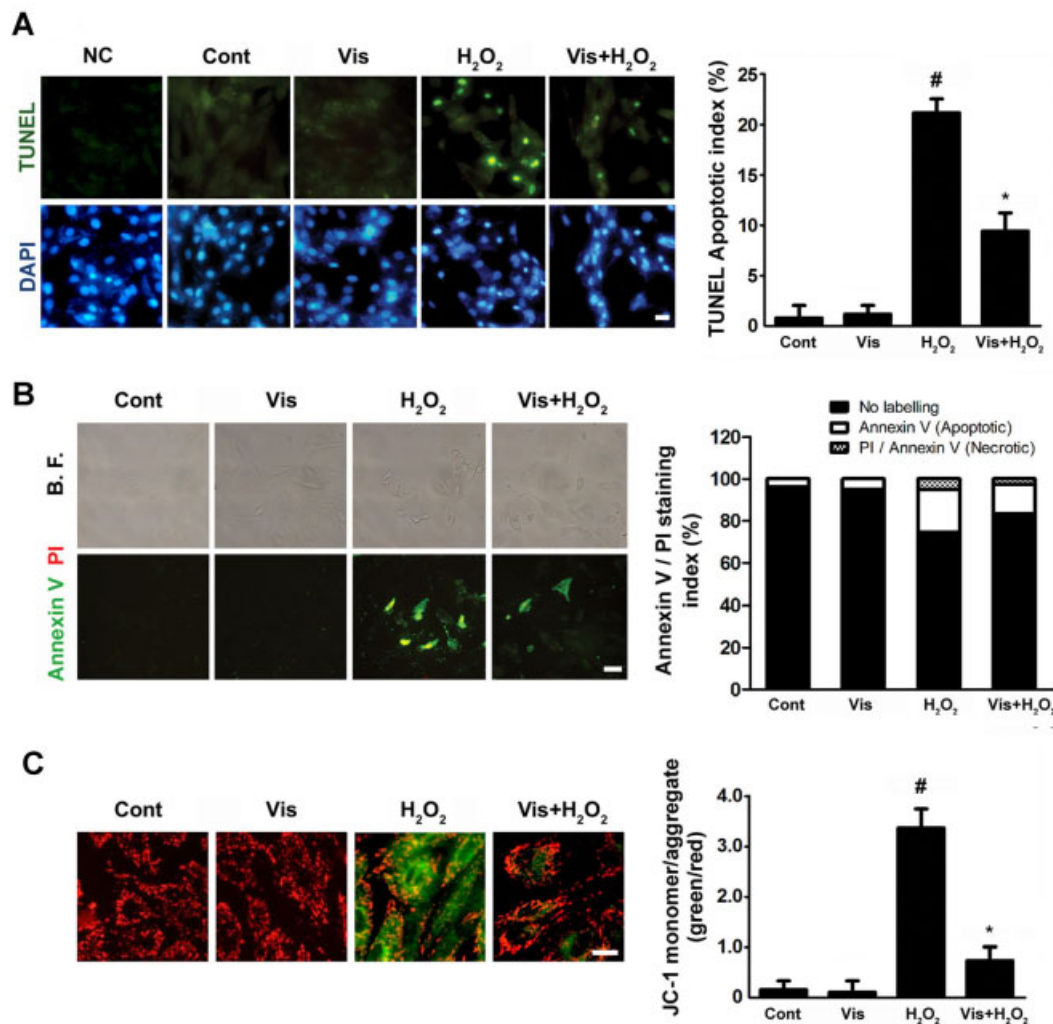 A
NC Cont Vis H₂O₂ Vis+H₂O₂
TUNEL
DAPI
TUNEL Apoptotic index (%)
25
20
15
10
5
0
#
*
Cont Vis H₂O₂ Vis+H₂O₂
B
Cont Vis H₂O₂ Vis+H₂O₂
B. F.
Annexin V PI
No labelling
Annexin V (Apoptotic)
PI / Annexin V (Necrotic)
Annexin V / PI staining
index (%)
120
100
80
60
40
20
0
Cont Vis H₂O₂ Vis+H₂O₂
C
Cont Vis H₂O₂ Vis+H₂O₂
JC-1 monomer/aggregate
(green/red)
4.0
3.0
2.0
1.0
0
#
*
Cont Vis H₂O₂ Vis+H₂O₂